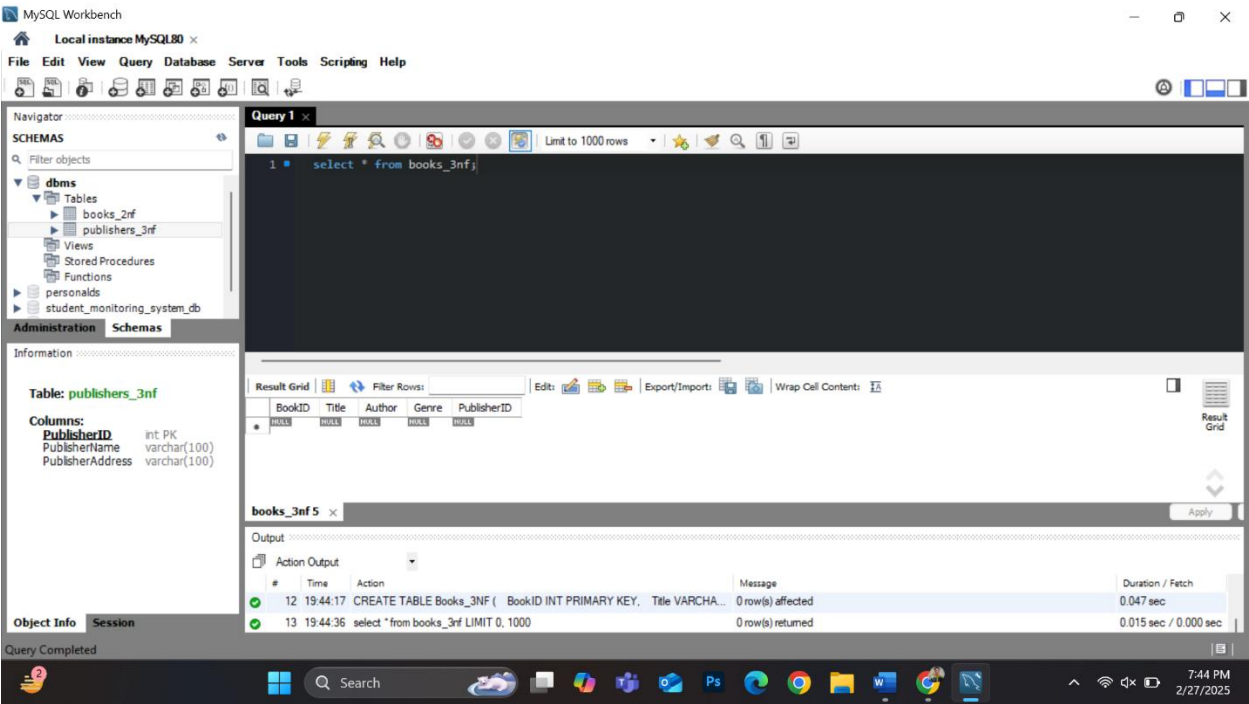 MySQL Workbench
Local instance MySQL80 ×
File Edit View Query Database Server Tools Scripting Help
Navigator
SCHEMAS
Filter objects
dbms
Tables
books_2nf
publishers_3nf
Views
Stored Procedures
Functions
personalds
student_monitoring_system_db
Administration Schemas
Information
Table: publishers_3nf
Columns:
PublisherID int PK
PublisherName varchar(100)
PublisherAddress varchar(100)
Object Info Session
Query 1 ×
Limit to 1000 rows
1 select * from books_3nf;
Result Grid Filter Rows: Edit: Export/Import: Wrap Cell Content: IA
BookID Title Author Genre PublisherID
NULL NULL NULL NULL NULL
Result
Grid
books_3nf 5 ×
Apply
Output
Action Output
# Time Action Message Duration / Fetch
12 19:44:17 CREATE TABLE Books_3NF ( BookID INT PRIMARY KEY, Title VARCHA... 0 row(s) affected 0.047 sec
13 19:44:36 select * from books_3nf LIMIT 0, 1000 0 row(s) returned 0.015 sec / 0.000 sec
Query Completed
2
Search
Ps
7:44 PM
2/27/2025